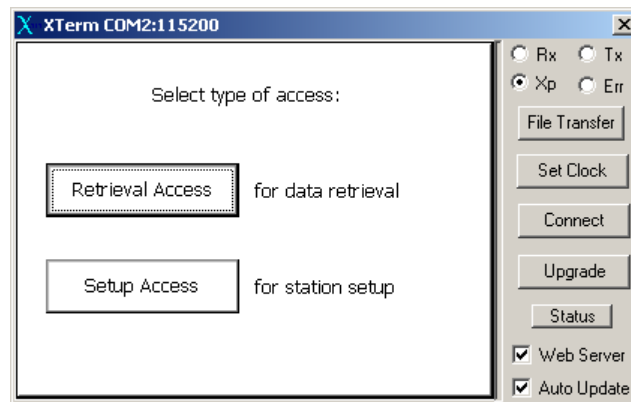 XTerm COM2:115200
Select type of access:
Retrieval Access for data retrieval
Setup Access for station setup
Rx Tx
Xp Err
File Transfer
Set Clock
Connect
Upgrade
Status
Web Server
Auto Update